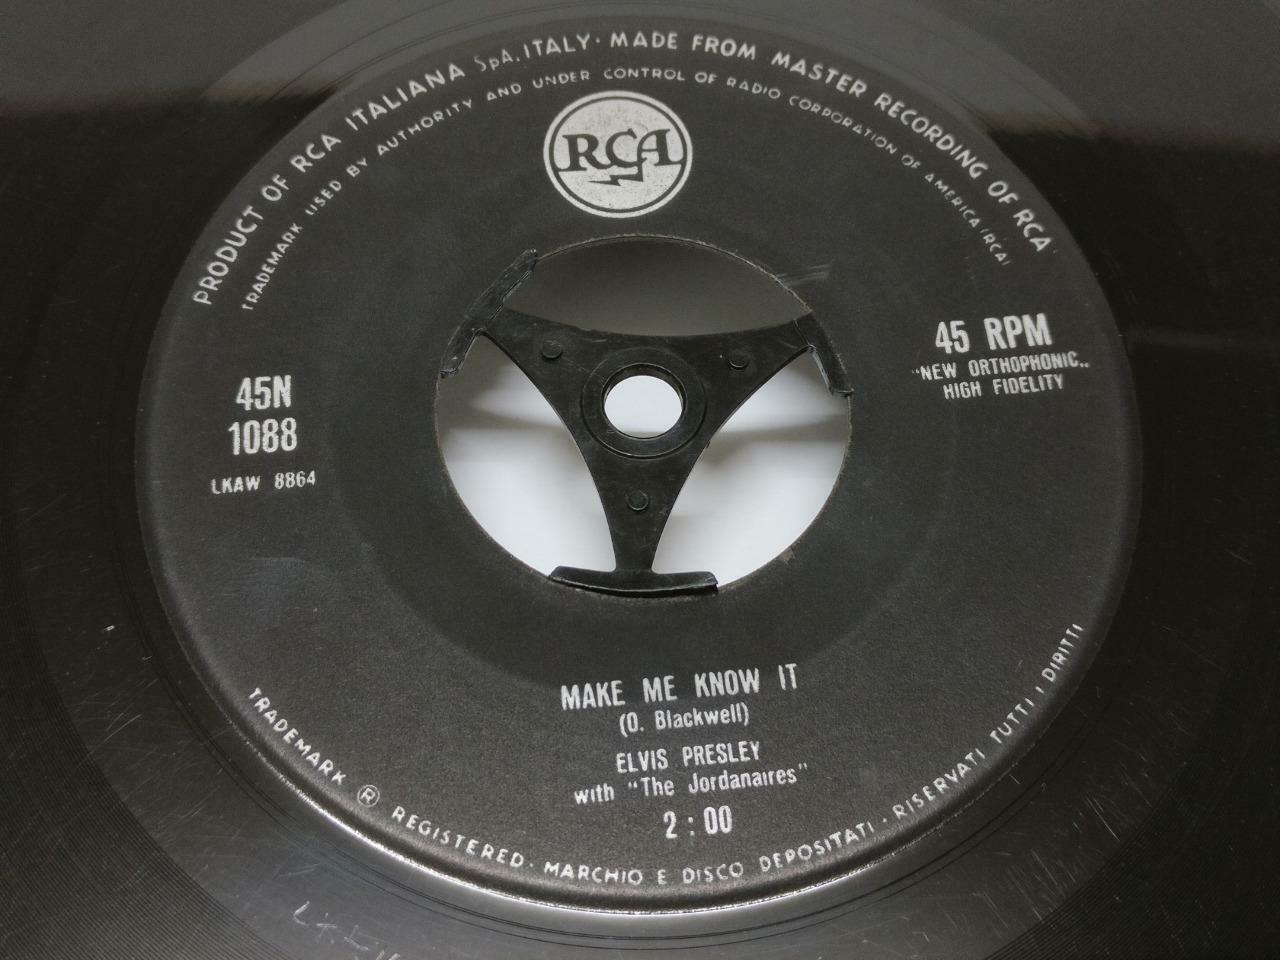 PRODUCT OF RCA ITALIANA SpA. ITALY · MADE FROM MASTER RECORDING OF RCA
TRADEMARK USED BY AUTHORITY AND UNDER CONTROL OF RADIO CORPORATION OF AMERICA (RCA)
RCA
45 RPM
"NEW ORTHOPHONIC„
HIGH FIDELITY
45N
1088
LKAW 8864
MAKE ME KNOW IT
(O. Blackwell)
ELVIS PRESLEY
with "The Jordanaires"
2 : 00
TRADEMARK ® REGISTERED · MARCHIO E DISCO DEPOSITATI · RISERVATI TUTTI I DIRITTI